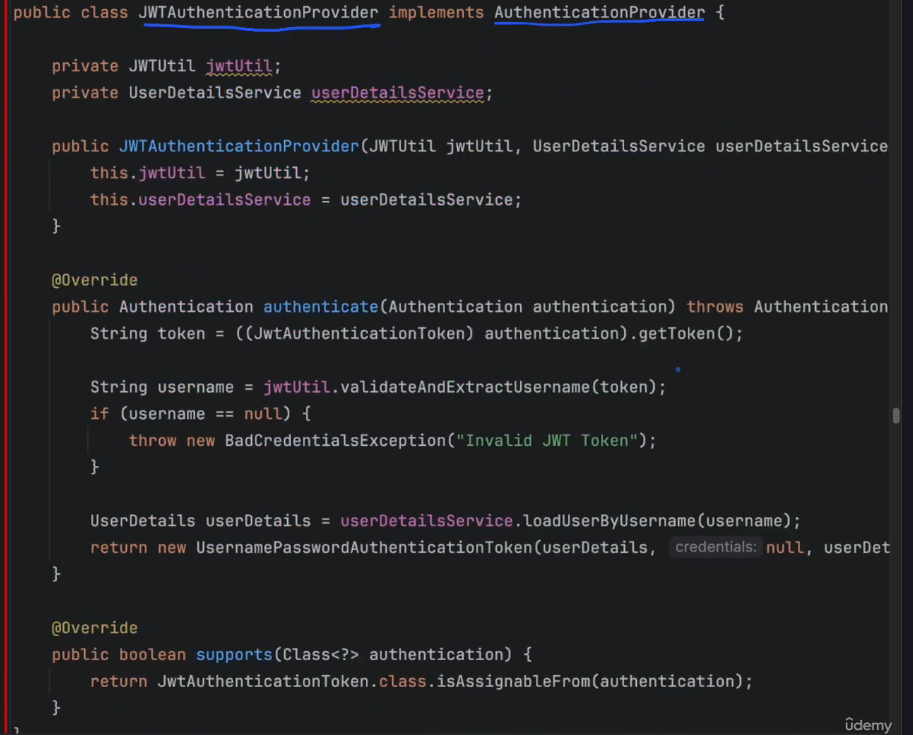 public class JWTAuthenticationProvider implements AuthenticationProvider {
private JWTUtil jwtUtil;
private UserDetailsService userDetailsService;
public JWTAuthenticationProvider(JWTUtil jwtUtil, UserDetailsService userDetailsService
this.jwtUtil = jwtUtil;
this.userDetailsService = userDetailsService;
}
@Override
public Authentication authenticate(Authentication authentication) throws Authentication
String token = ((JwtAuthenticationToken) authentication).getToken();
String username = jwtUtil.validateAndExtractUsername(token);
if (username == null) {
throw new BadCredentialsException("Invalid JWT Token");
}
UserDetails userDetails = userDetailsService.loadUserByUsername(username);
return new UsernamePasswordAuthenticationToken(userDetails, credentials: null, userDet
}
@Override
public boolean supports(Class<?> authentication) {
return JwtAuthenticationToken.class.isAssignableFrom(authentication);
}
ûdemy